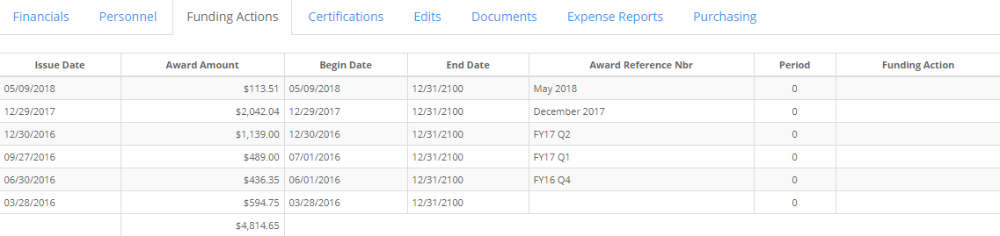 Financials Personnel Funding Actions Certifications Edits Documents Expense Reports Purchasing
Issue Date Award Amount Begin Date End Date Award Reference Nbr Period Funding Action
05/09/2018 $113.51 05/09/2018 12/31/2100 May 2018 0
12/29/2017 $2,042.04 12/29/2017 12/31/2100 December 2017 0
12/30/2016 $1,139.00 12/30/2016 12/31/2100 FY17 Q2 0
09/27/2016 $489.00 07/01/2016 12/31/2100 FY17 Q1 0
06/30/2016 $436.35 06/01/2016 12/31/2100 FY16 Q4 0
03/28/2016 $594.75 03/28/2016 12/31/2100 0
$4,814.65